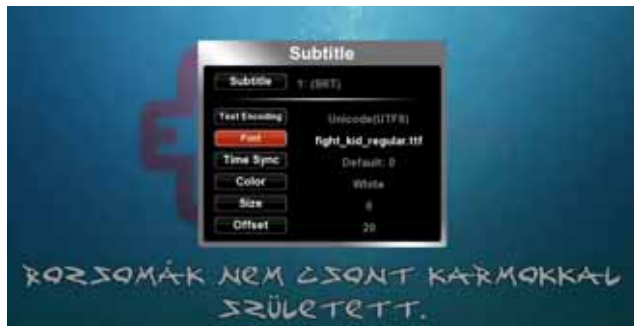 Subtitle
Subtitle 1: (SRT)
Text Encoding Unicode(UTF8)
Font fight_kid_regular.ttf
Time Sync Default: 0
Color White
Size 6
Offset 20
ROZSOMÁK NEM CSONT KARMOKKAL
SZÜLETETT.